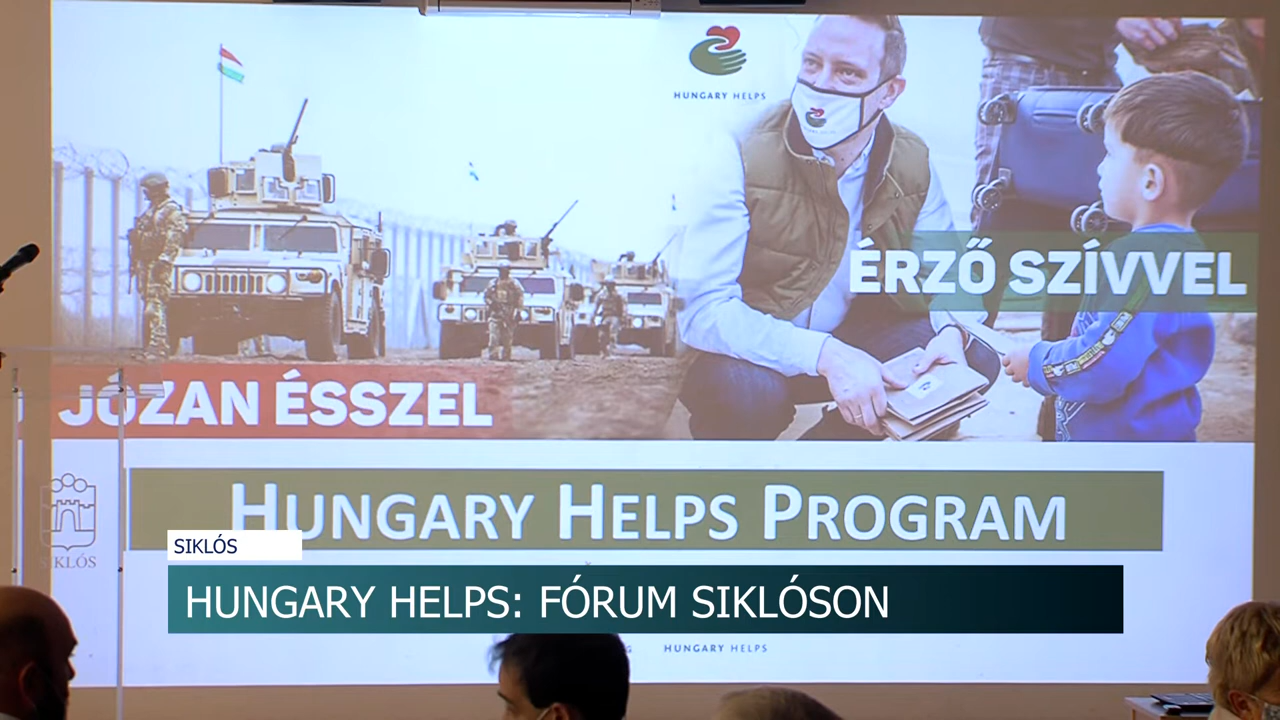 HUNGARY HELPS
ÉRZŐ SZÍVVEL
JÓZAN ÉSSZEL
HUNGARY HELPS PROGRAM
SIKLÓS
SIKLÓS
HUNGARY HELPS: FÓRUM SIKLÓSON
HUNGARY HELPS